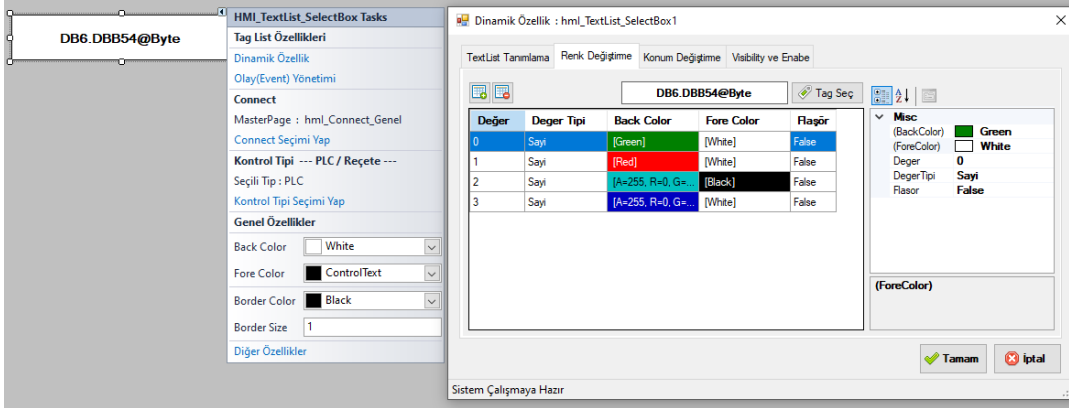 DB6.DBB54@Byte
HMI_TextList_SelectBox Tasks
Tag List Özellikleri
Dinamik Özellik
Olay(Event) Yönetimi
Connect
MasterPage : hml_Connect_Genel
Connect Seçimi Yap
Kontrol Tipi --- PLC / Reçete ---
Seçili Tip : PLC
Kontrol Tipi Seçimi Yap
Genel Özellikler
Back Color White
Fore Color ControlText
Border Color Black
Border Size 1
Diğer Özellikler
Dinamik Özellik : hml_TextList_SelectBox1
TextList Tanımlama Renk Değiştime Konum Değiştime Visibility ve Enabe
DB6.DBB54@Byte Tag Seç
Değer Deger Tipi Back Color Fore Color Flaşör
0 Sayi [Green] [White] False
1 Sayi [Red] [White] False
2 Sayi [A=255, R=0, G=... [Black] False
3 Sayi [A=255, R=0, G=... [White] False
Misc
(BackColor) Green
(ForeColor) White
Deger 0
DegerTipi Sayi
Flasor False
(ForeColor)
Tamam İptal
Sistem Çalışmaya Hazır